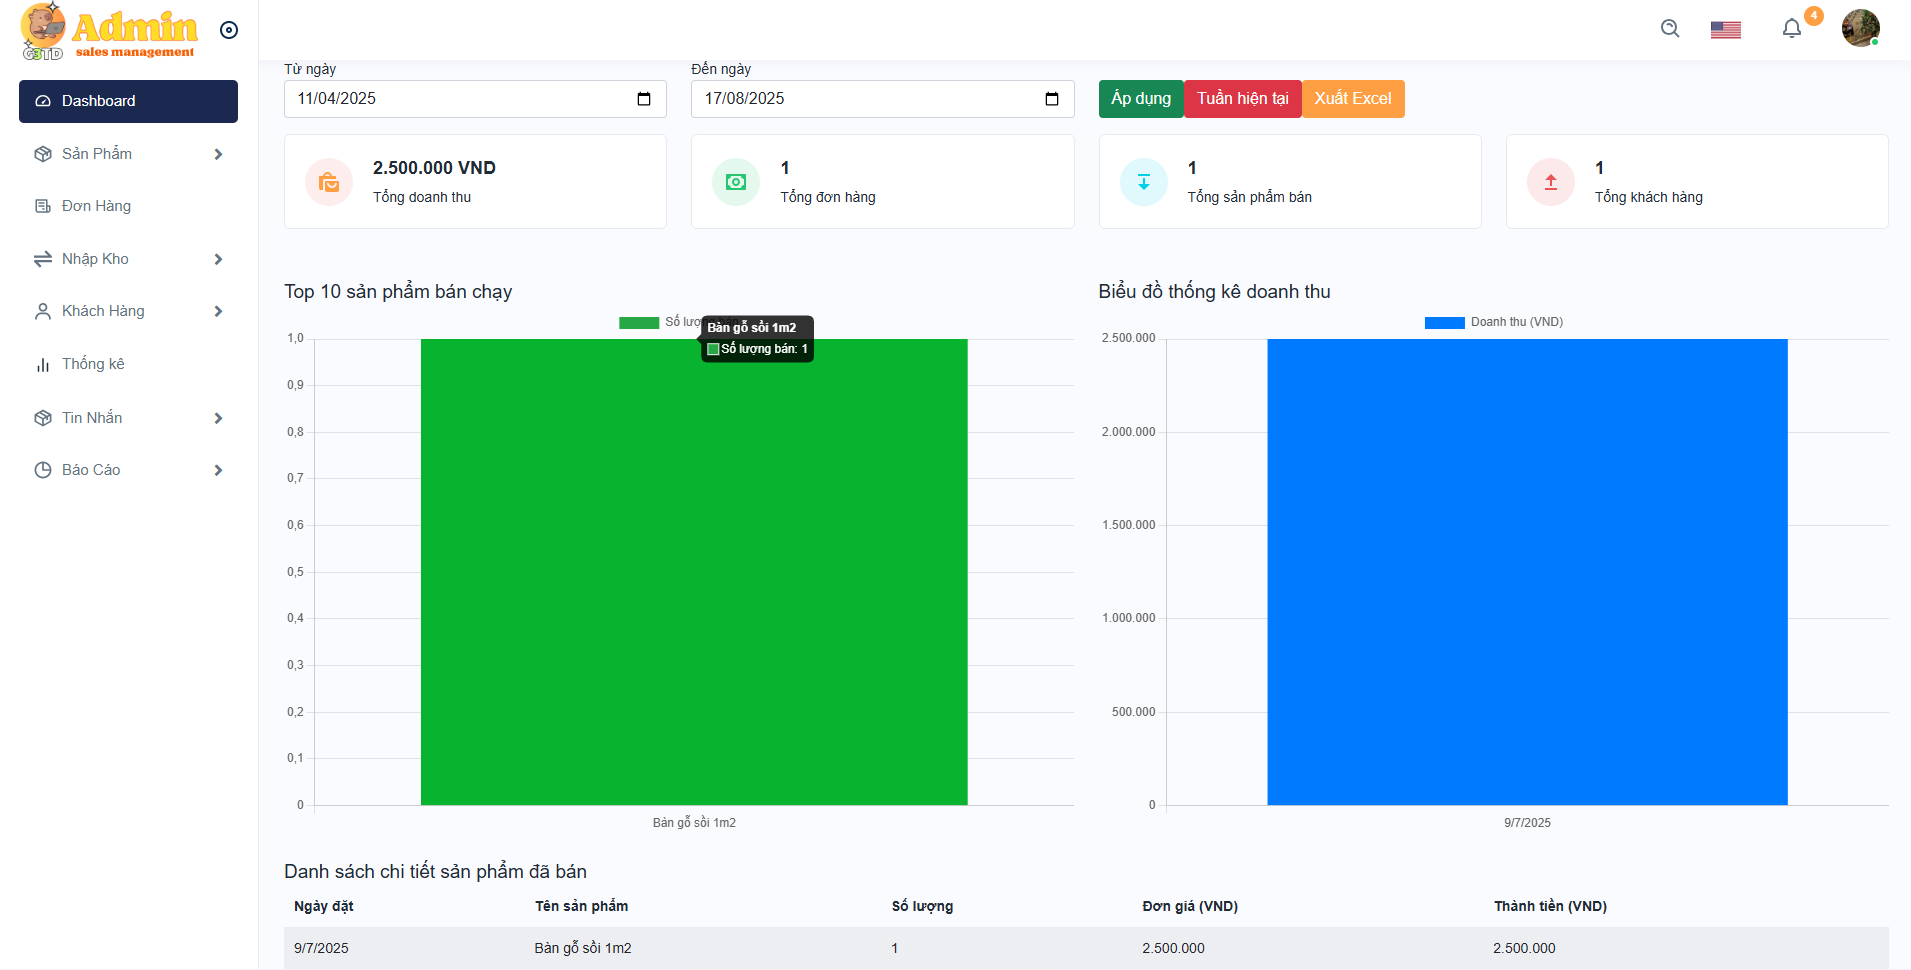 Admin
sales management
G3TD
4
Dashboard
Sản Phẩm
Đơn Hàng
Nhập Kho
Khách Hàng
Thống kê
Tin Nhắn
Báo Cáo
Từ ngày
11/04/2025
Đến ngày
17/08/2025
Áp dụng
Tuần hiện tại
Xuất Excel
2.500.000 VND
Tổng doanh thu
1
Tổng đơn hàng
1
Tổng sản phẩm bán
1
Tổng khách hàng
Top 10 sản phẩm bán chạy
Số lượng bán
Bàn gỗ sồi 1m2
Số lượng bán: 1
1,0
0,9
0,8
0,7
0,6
0,5
0,4
0,3
0,2
0,1
0
Bàn gỗ sồi 1m2
Biểu đồ thống kê doanh thu
Doanh thu (VND)
2.500.000
2.000.000
1.500.000
1.000.000
500.000
0
9/7/2025
Danh sách chi tiết sản phẩm đã bán
Ngày đặt Tên sản phẩm Số lượng Đơn giá (VND) Thành tiền (VND)
9/7/2025 Bàn gỗ sồi 1m2 1 2.500.000 2.500.000